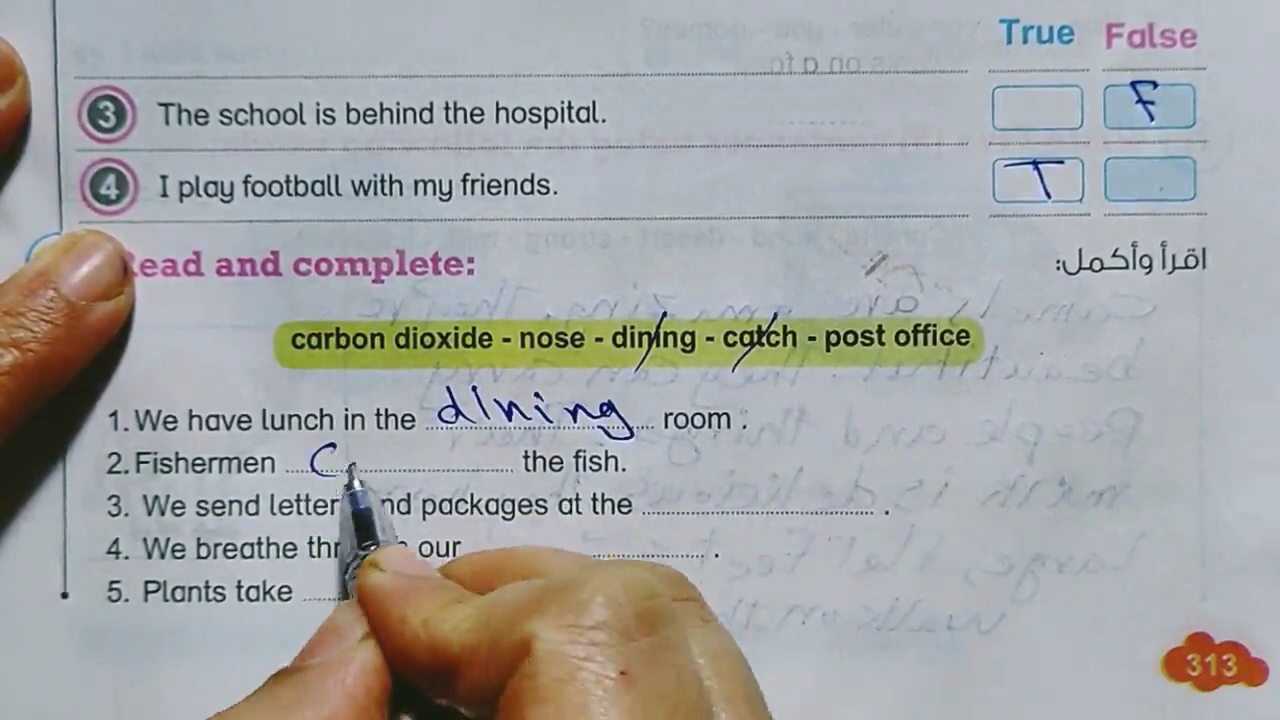 True False
3 The school is behind the hospital. F
4 I play football with my friends. T
Read and complete: اقرأ وأكمل:
carbon dioxide - nose - dining - catch - post office
1. We have lunch in the dining room .
2. Fishermen C the fish.
3. We send letter nd packages at the .
4. We breathe thr our .
5. Plants take
313